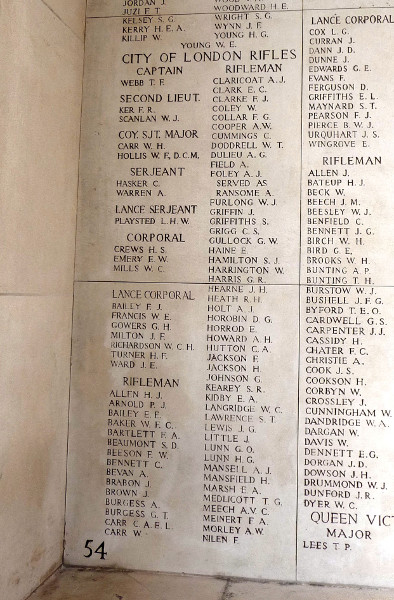 JORDAN J.
JUZI F. T.
WOODWARD H. E.
KELSEY S. G.
KERRY H. E. A.
KILLIP W.
WRIGHT S. G.
WYNN J. F.
YOUNG H. G.
YOUNG W. E.
CITY OF LONDON RIFLES
CAPTAIN
WEBB T. F.
SECOND LIEUT.
KER F. R.
SCANLAN W. J.
COY. SJT. MAJOR
CARR W. H.
HOLLIS W. F., D.C.M.
SERJEANT
HASKER C.
WARREN A.
LANCE SERJEANT
PLAYSTED L. H. W.
CORPORAL
CREWS H. S.
EMERY F. W.
MILLS W. C.
LANCE CORPORAL
BAILEY F. J.
FRANCIS W. E.
GOWERS G. H.
MILTON J. F.
RICHARDSON W. C. H.
TURNER H. F.
WARD J. E.
RIFLEMAN
ALLEN H. J.
ARNOLD P. J.
BAILEY E. F.
BAKER W. F. C.
BARTLETT F. A.
BEAUMONT S. D.
BEESON F. W.
BENNETT C.
BEVAN A.
BRABON J.
BROWN J.
BURGESS A.
BURGESS G. T.
CARR C. A. F. L.
CARR W.
54
RIFLEMAN
CLARICOAT A. J.
CLARK E. C.
CLARKE F. J.
COLEY W.
COLLAR F. G.
COOPER A. W.
CUMMINGS C.
DODDRELL W. T.
DULIEU A. G.
FIELD A.
FOLEY A. J.
SERVED AS
RANSOME A.
FURLONG W. J.
GRIFFIN J.
GRIFFITHS S.
GRIGG C. S.
GULLOCK G. W.
HAINE E.
HAMILTON S. J.
HARRINGTON W.
HARRIS G. R.
HEARNE J. H.
HEATH R. H.
HOLT A. J.
HOROBIN D. G.
HORROD E.
HOWARD A. H.
HUTTON C. A.
JACKSON F.
JACKSON H.
JOHNSON G.
KEAREY S. R.
KIDBY E. A.
LANGRIDGE W. C.
LAWRENCE S. T.
LEWIS J. G.
LITTLE J.
LUNN G. O.
LUNN H. G.
MANSELL A. J.
MANSFIELD H.
MARSH E. A.
MEDLICOTT T. G.
MEECH A. V. C.
MEINERT F. A.
MORLEY A. W.
NILEN F.
LANCE CORPORAL
COX L. G.
CURRAN J.
DANN J. D.
DUNNE J.
EDWARDS G. E.
EVANS F.
FERGUSON D.
GRIFFITHS E. L.
MAYNARD S. T.
PEARSON F. J.
PIERCE B. W. J.
URQUHART J. S.
WINGROVE E.
RIFLEMAN
ALLEN J.
BATEUP H. J.
BECK W.
BEECH J. M.
BEESLEY W. J.
BENFIELD C.
BENNETT J. G.
BIRCH W. H.
BIRD G. E.
BROOKS W. H.
BUNTING A. P.
BUNTING T. H.
BURSTOW W. J.
BUSHELL J. F. G.
BYFORD T. E. O.
CARDWELL G. S.
CARPENTER J. J.
CASSIDY H.
CHATER F. C.
CHRISTIE A.
COOK J. S.
COOKSON H.
CORBYN W.
CROSSLEY J.
CUNNINGHAM W.
DANDRIDGE W. A.
DARGAN W.
DAVIS W.
DENNETT E. G.
DORGAN J. D.
DOWSON J. H.
DRUMMOND W. J.
DUNFORD J. R.
DYER W. C.
QUEEN VICT
MAJOR
LEES T. P.